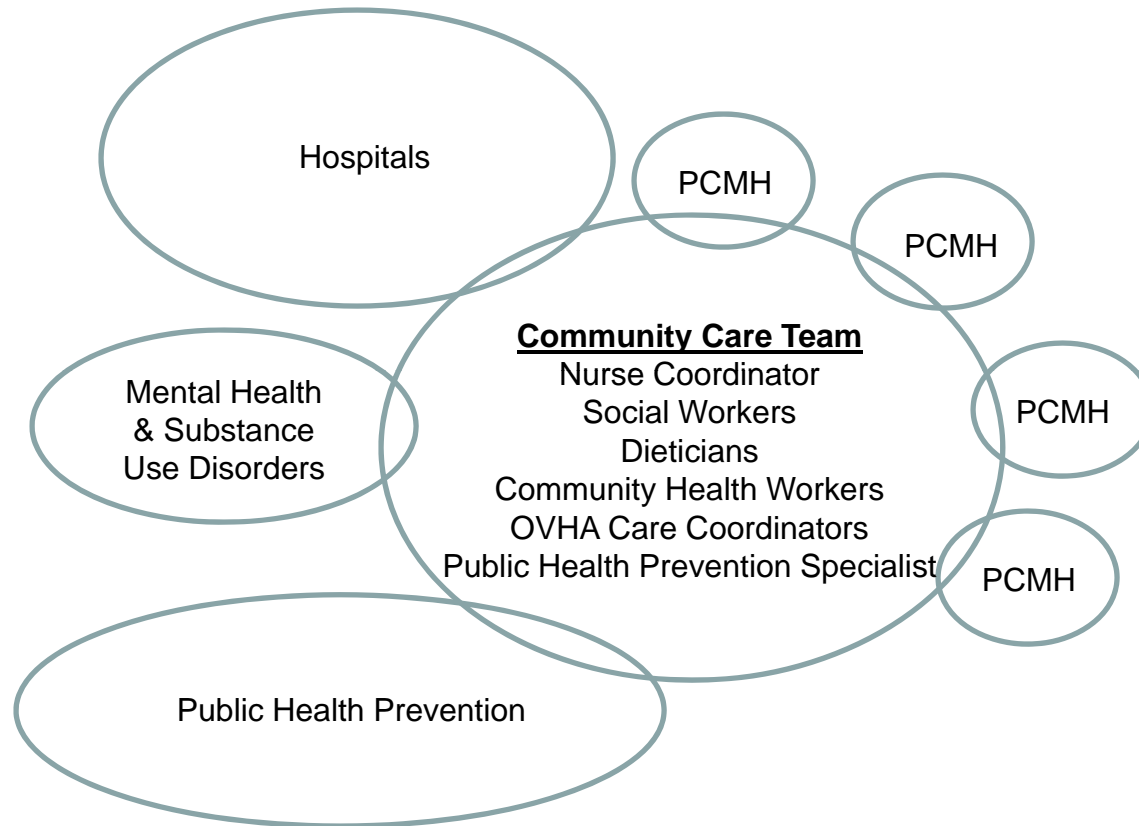 Hospitals
PCMH
PCMH
Community Care Team
Nurse Coordinator
Social Workers
Dieticians
Community Health Workers
OVHA Care Coordinators
Public Health Prevention Specialist
Mental Health
& Substance
Use Disorders
PCMH
PCMH
Public Health Prevention